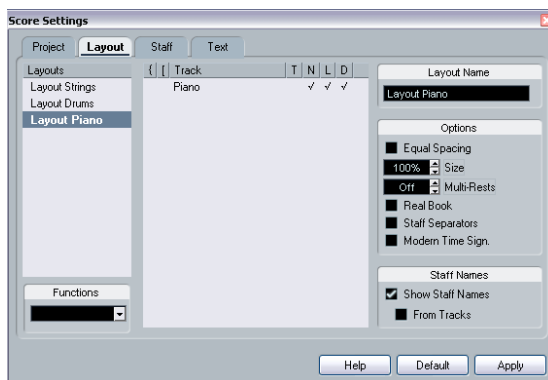 Score Settings
Project Layout Staff Text
Layouts
Layout Strings
Layout Drums
Layout Piano
Functions
{ [ Track T N L D
Piano √ √ √
Layout Name
Layout Piano
Options
Equal Spacing
100% Size
Off Multi-Rests
Real Book
Staff Separators
Modern Time Sign.
Staff Names
Show Staff Names
From Tracks
Help Default Apply